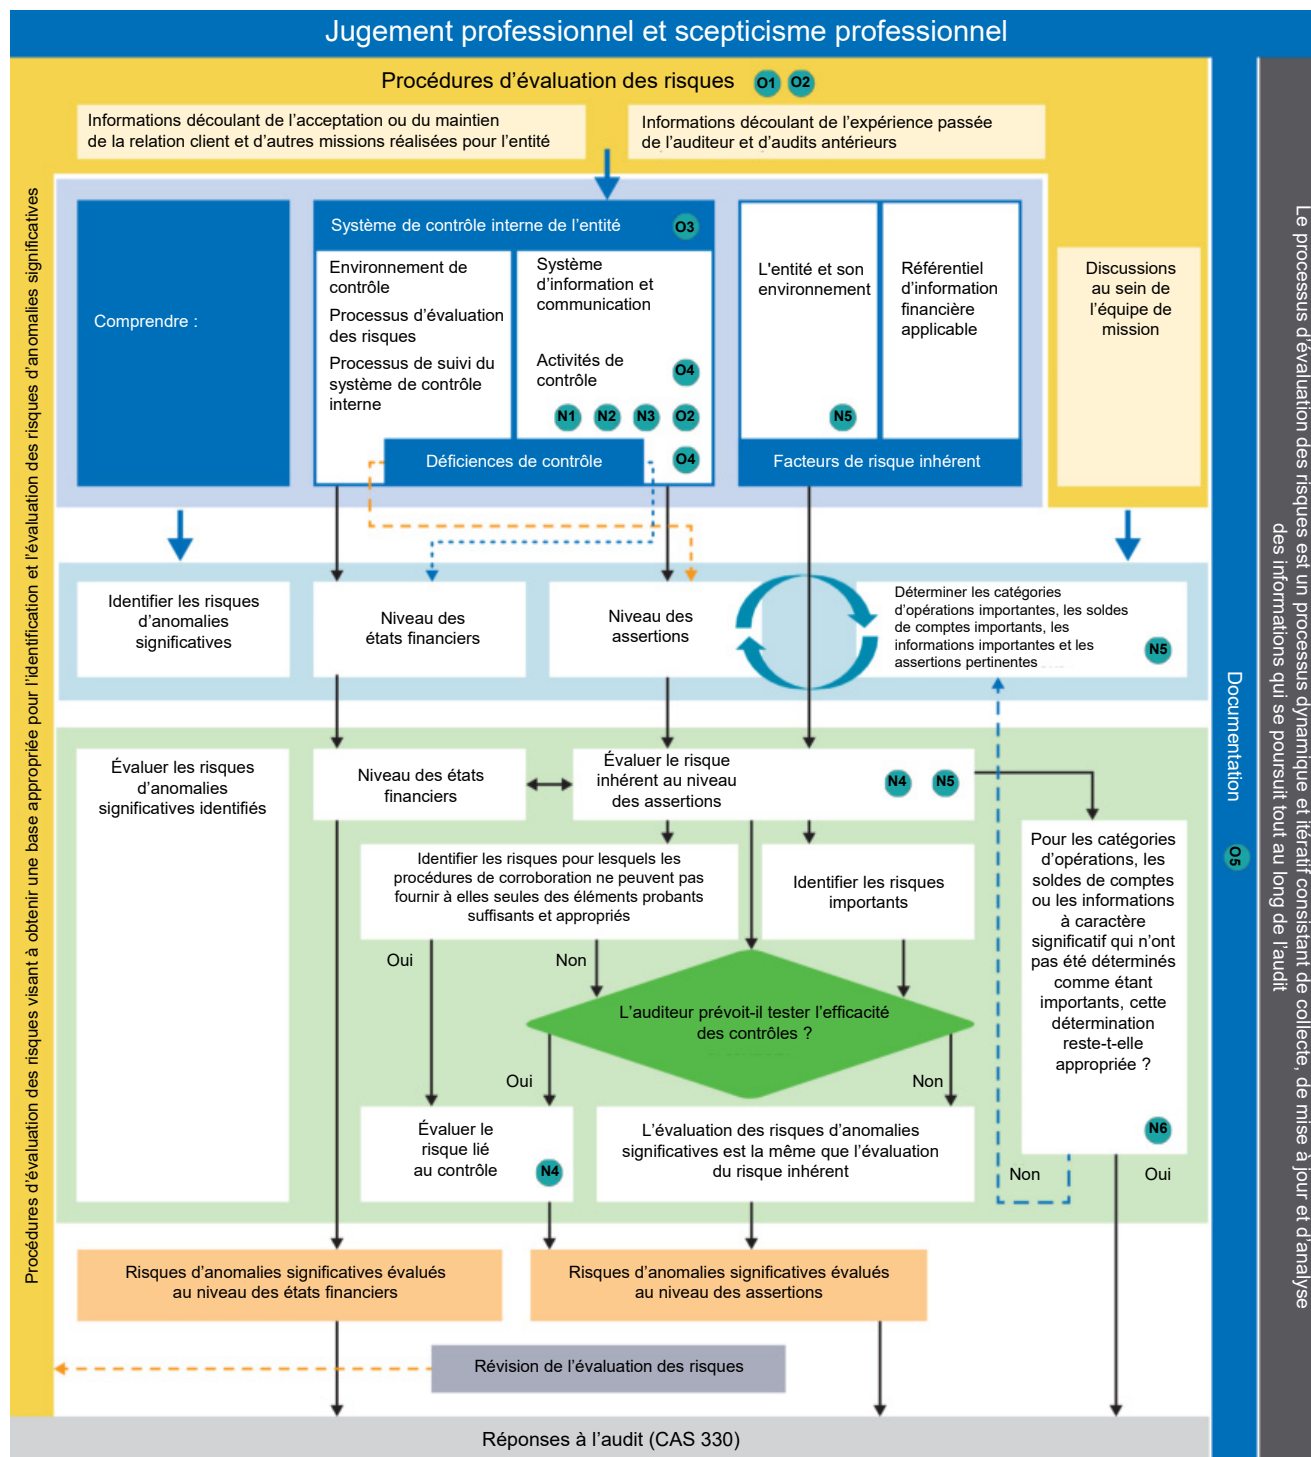 Jugement professionnel et scepticisme professionnel
Procédures d'évaluation des risques O1 O2
Informations découlant de l'acceptation ou du maintien
de la relation client et d'autres missions réalisées pour l'entité
Informations découlant de l'expérience passée
de l'auditeur et d'audits antérieurs
Procédures d'évaluation des risques visant à obtenir une base appropriée pour l'identification et l'évaluation des risques d'anomalies significatives
Comprendre :
Système de contrôle interne de l'entité O3
Environnement de
contrôle
Processus d'évaluation
des risques
Processus de suivi du
système de contrôle
interne
Système
d'information et
communication
Activités de
contrôle
O4
N1 N2 N3 O2
Déficiences de contrôle
O4
L'entité et son
environnement
N5
Référentiel
d'information
financière
applicable
Facteurs de risque inhérent
Discussions
au sein de
l'équipe de
mission
Identifier les risques
d'anomalies
significatives
Niveau des
états financiers
Niveau des
assertions
Déterminer les catégories
d'opérations importantes, les soldes
de comptes importants, les
informations importantes et les
assertions pertinentes
N5
Évaluer les risques
d'anomalies
significatives identifiés
Niveau des états
financiers
Évaluer le risque
inhérent au niveau
des assertions
N4 N5
Identifier les risques pour lesquels les
procédures de corroboration ne peuvent pas
fournir à elles seules des éléments probants
suffisants et appropriés
Identifier les risques
importants
Pour les catégories
d'opérations, les
soldes de comptes
ou les informations
à caractère
significatif qui n'ont
pas été déterminés
comme étant
importants, cette
détermination
reste-t-elle
appropriée ?
N6
Oui
Non
L'auditeur prévoit-il tester l'efficacité
des contrôles ?
Oui
Non
Évaluer le
risque lié
au contrôle
N4
L'évaluation des risques d'anomalies
significatives est la même que l'évaluation
du risque inhérent
Non
Oui
Risques d'anomalies significatives évalués
au niveau des états financiers
Risques d'anomalies significatives évalués
au niveau des assertions
Révision de l'évaluation des risques
Réponses à l'audit (CAS 330)
Documentation O5
Le processus d'évaluation des risques est un processus dynamique et itératif consistant de collecte, de mise à jour et d'analyse
des informations qui se poursuit tout au long de l'audit